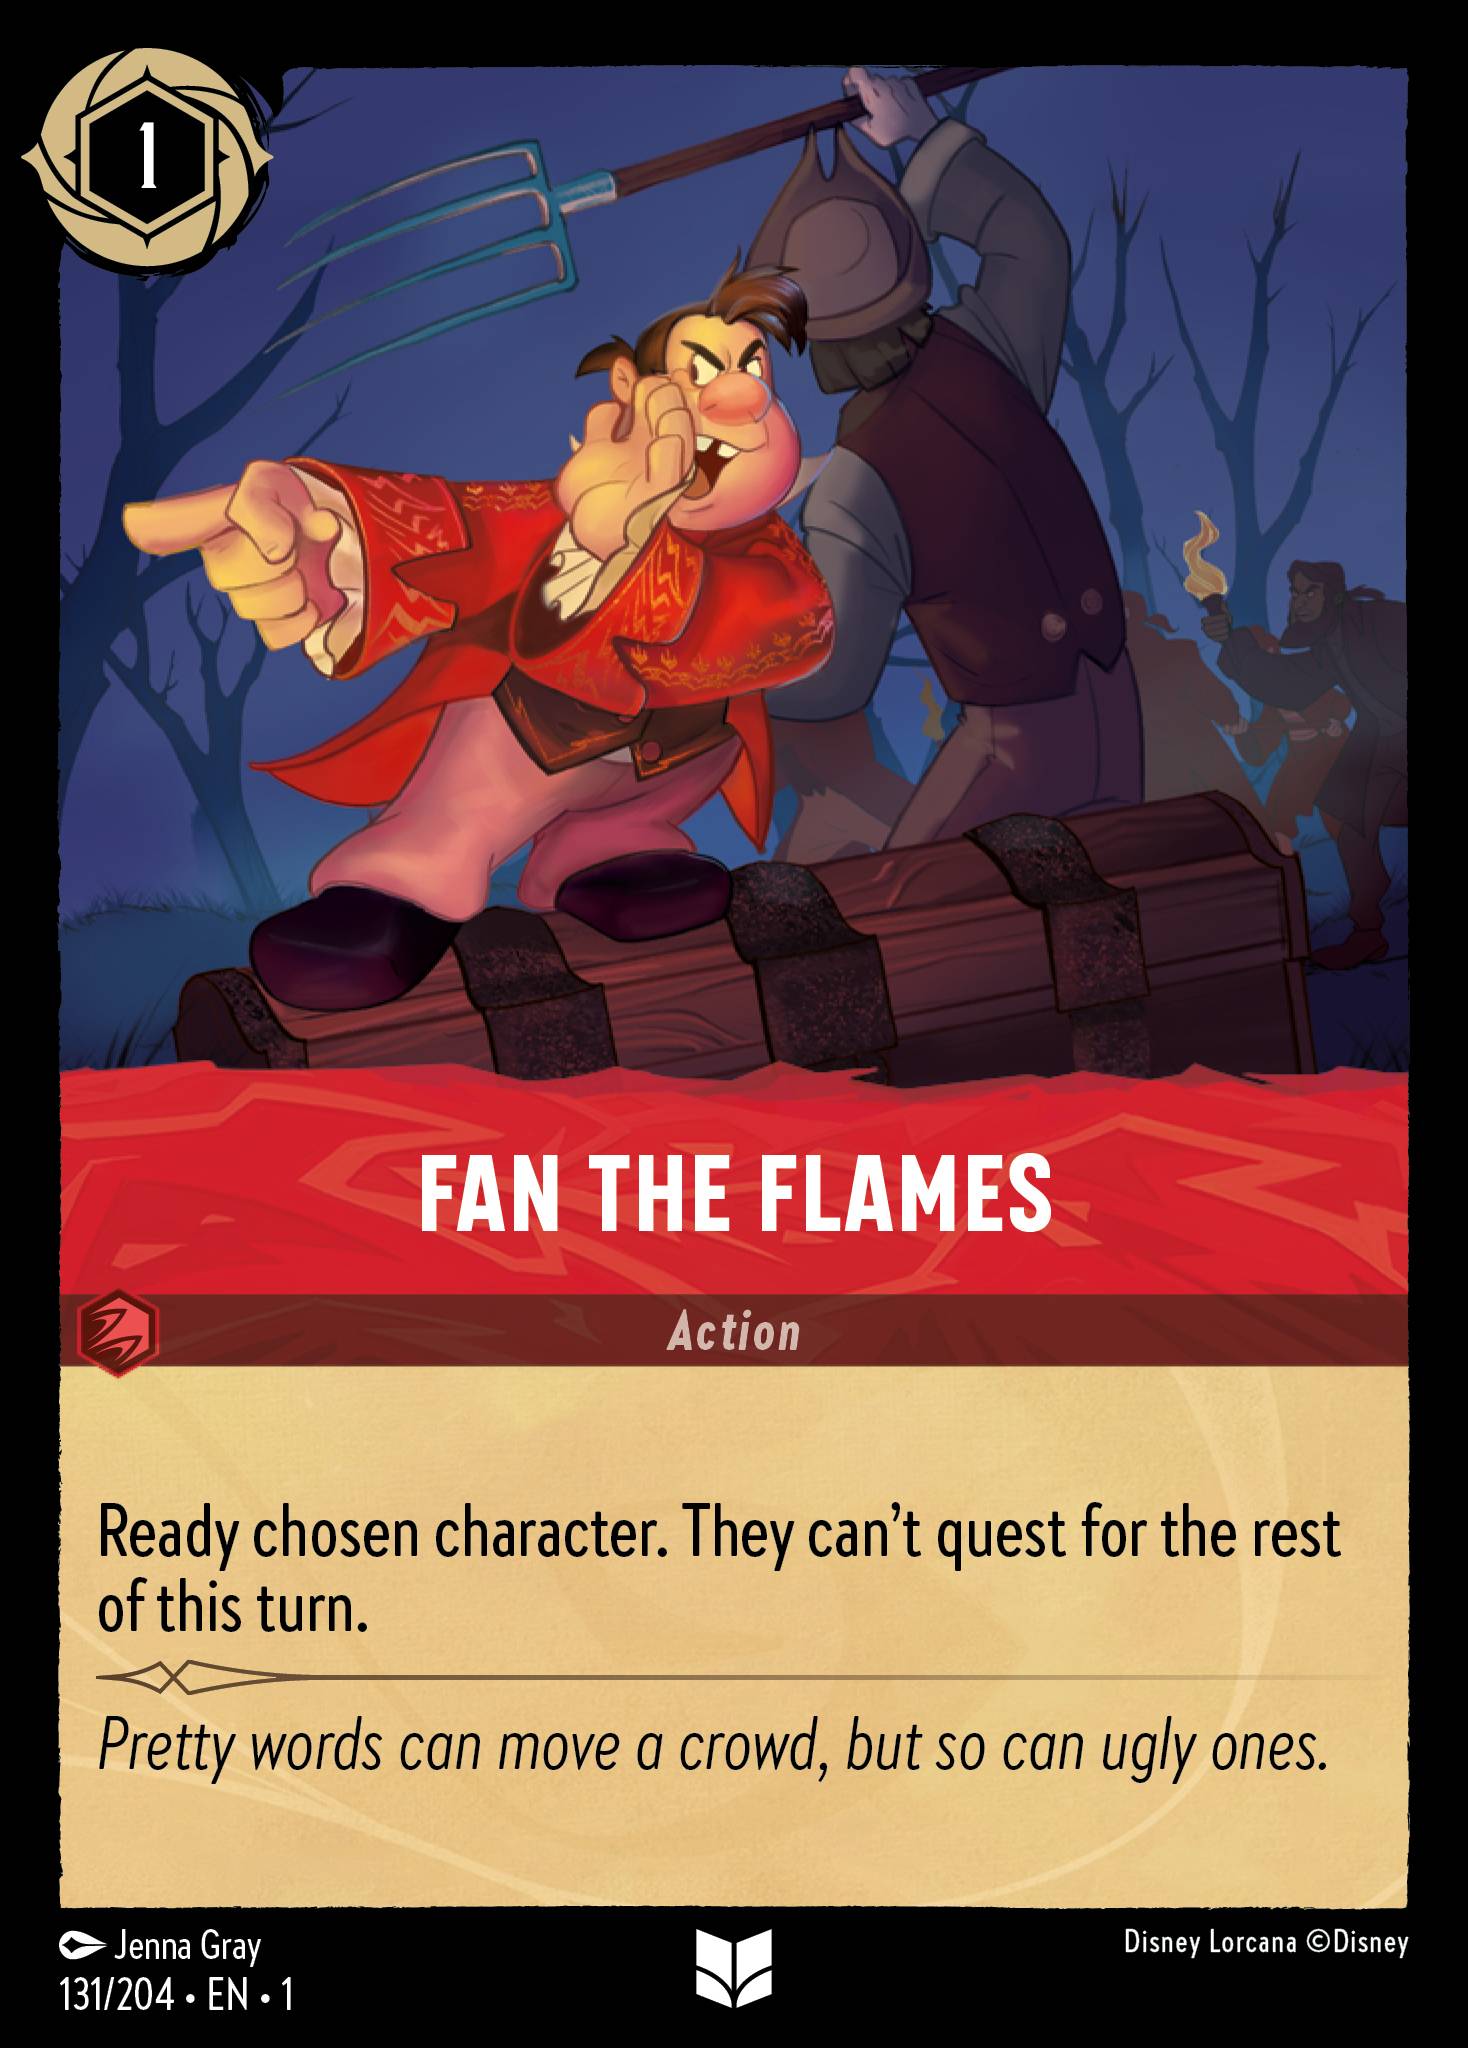 1
FAN THE FLAMES
Action
Ready chosen character. They can’t quest for the rest
of this turn.
Pretty words can move a crowd, but so can ugly ones.
Jenna Gray
131/204 • EN • 1
Disney Lorcana ©Disney